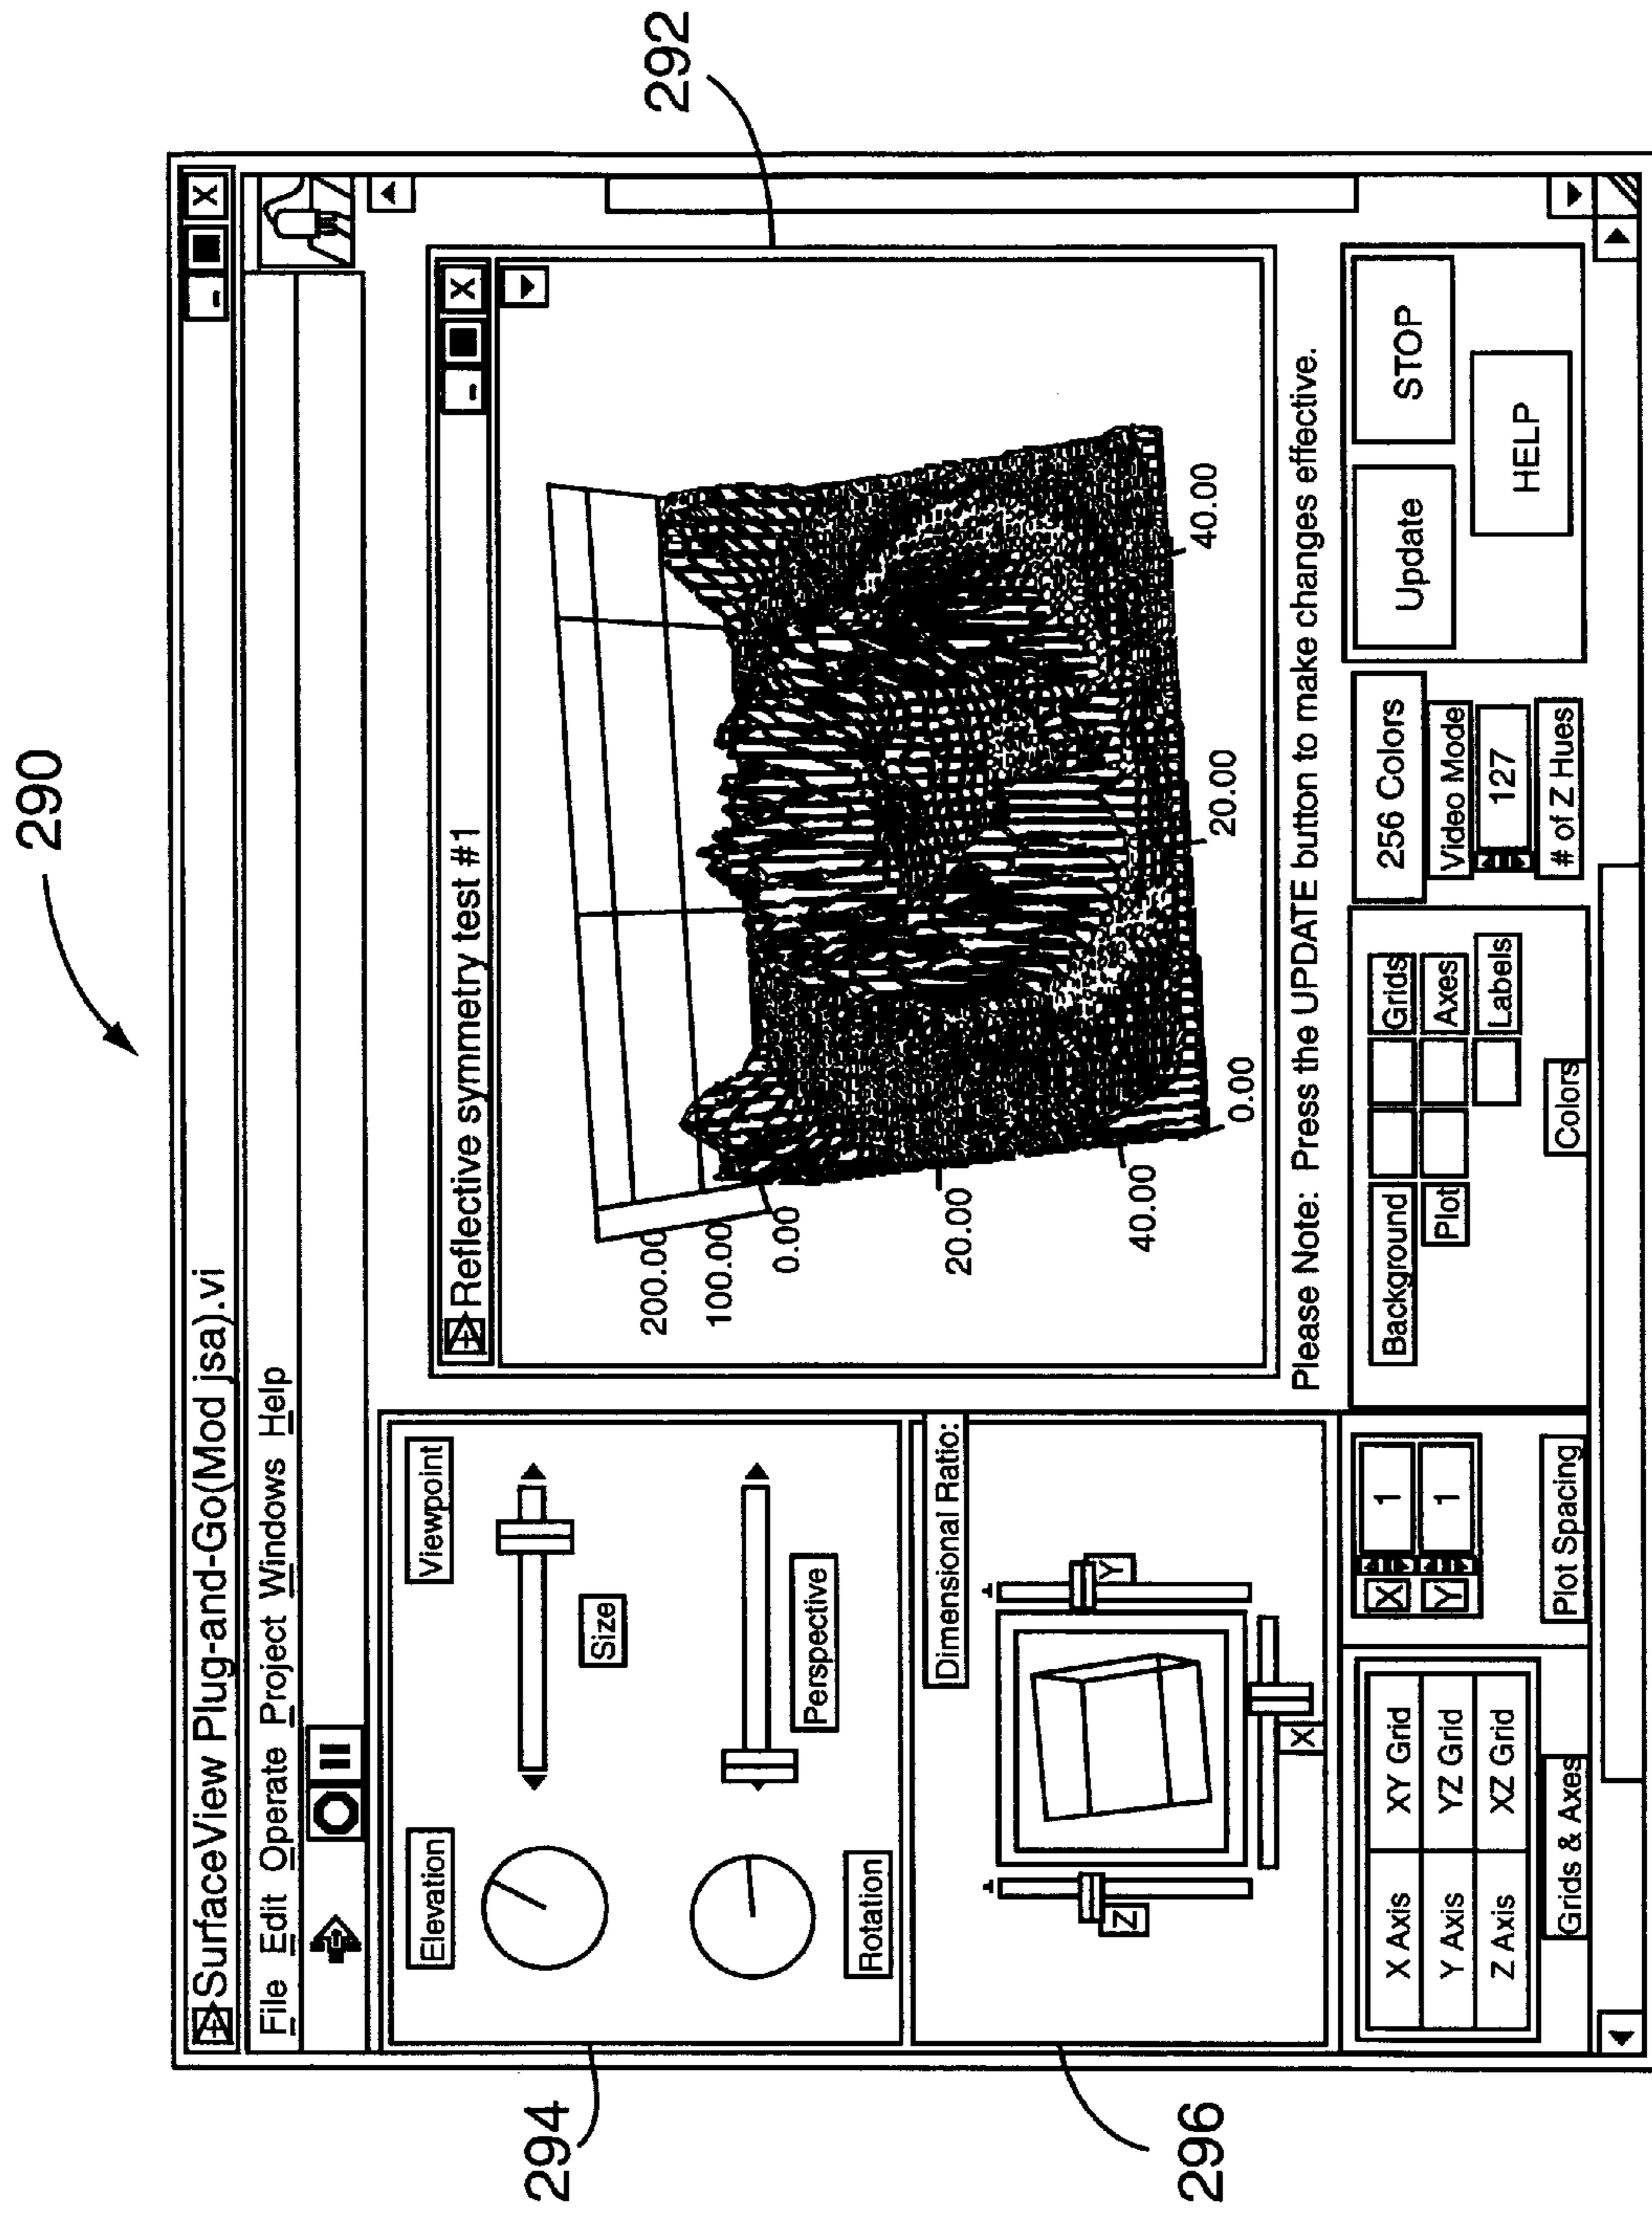 290
SurfaceView Plug-and-Go(Mod jsa).vi
- X
File Edit Operate Project Windows Help
292
294
Elevation
Viewpoint
Size
Rotation
Perspective
Reflective symmetry test #1
- X
200.00
100.00
0.00
20.00
40.00
0.00
20.00
40.00
296
Dimensional Ratio:
Z
Y
X
Please Note: Press the UPDATE button to make changes effective.
X Axis XY Grid
Y Axis YZ Grid
Z Axis XZ Grid
Grids & Axes
X 1
Y 1
Plot Spacing
Background Grids
Plot Axes
Labels
Colors
256 Colors
Video Mode
127
# of Z Hues
Update STOP
HELP